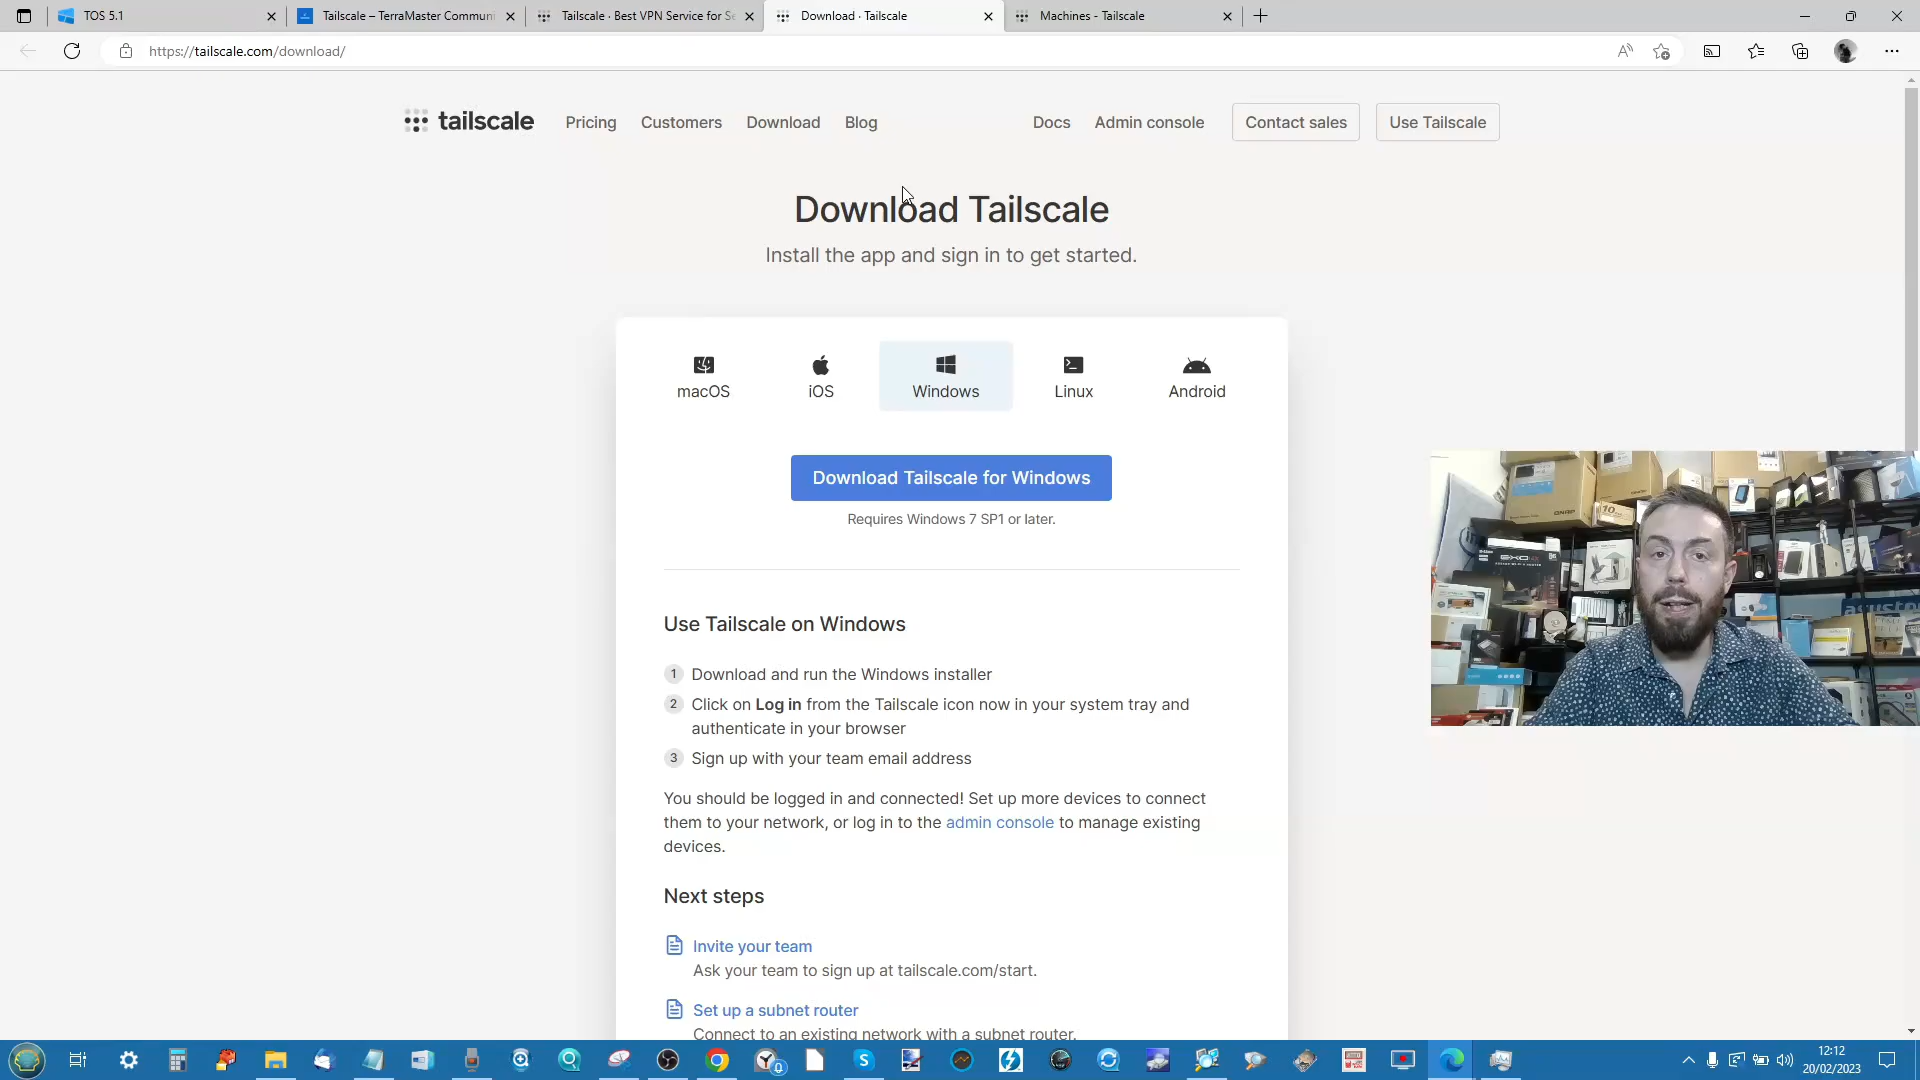 TOS 5.1
Tailscale – TerraMaster Commun
Tailscale · Best VPN Service for Se
Download · Tailscale
Machines - Tailscale
https://tailscale.com/download/
tailscale
Pricing
Customers
Download
Blog
Docs
Admin console
Contact sales
Use Tailscale
Download Tailscale
Install the app and sign in to get started.
macOS
iOS
Windows
Linux
Android
Download Tailscale for Windows
Requires Windows 7 SP1 or later.
Use Tailscale on Windows
1 Download and run the Windows installer
2 Click on Log in from the Tailscale icon now in your system tray and
authenticate in your browser
3 Sign up with your team email address
You should be logged in and connected! Set up more devices to connect
them to your network, or log in to the admin console to manage existing
devices.
Next steps
Invite your team
Ask your team to sign up at tailscale.com/start.
Set up a subnet router
Connect to an existing network with a subnet router.
QNAP
asustor
12:12
20/02/2023